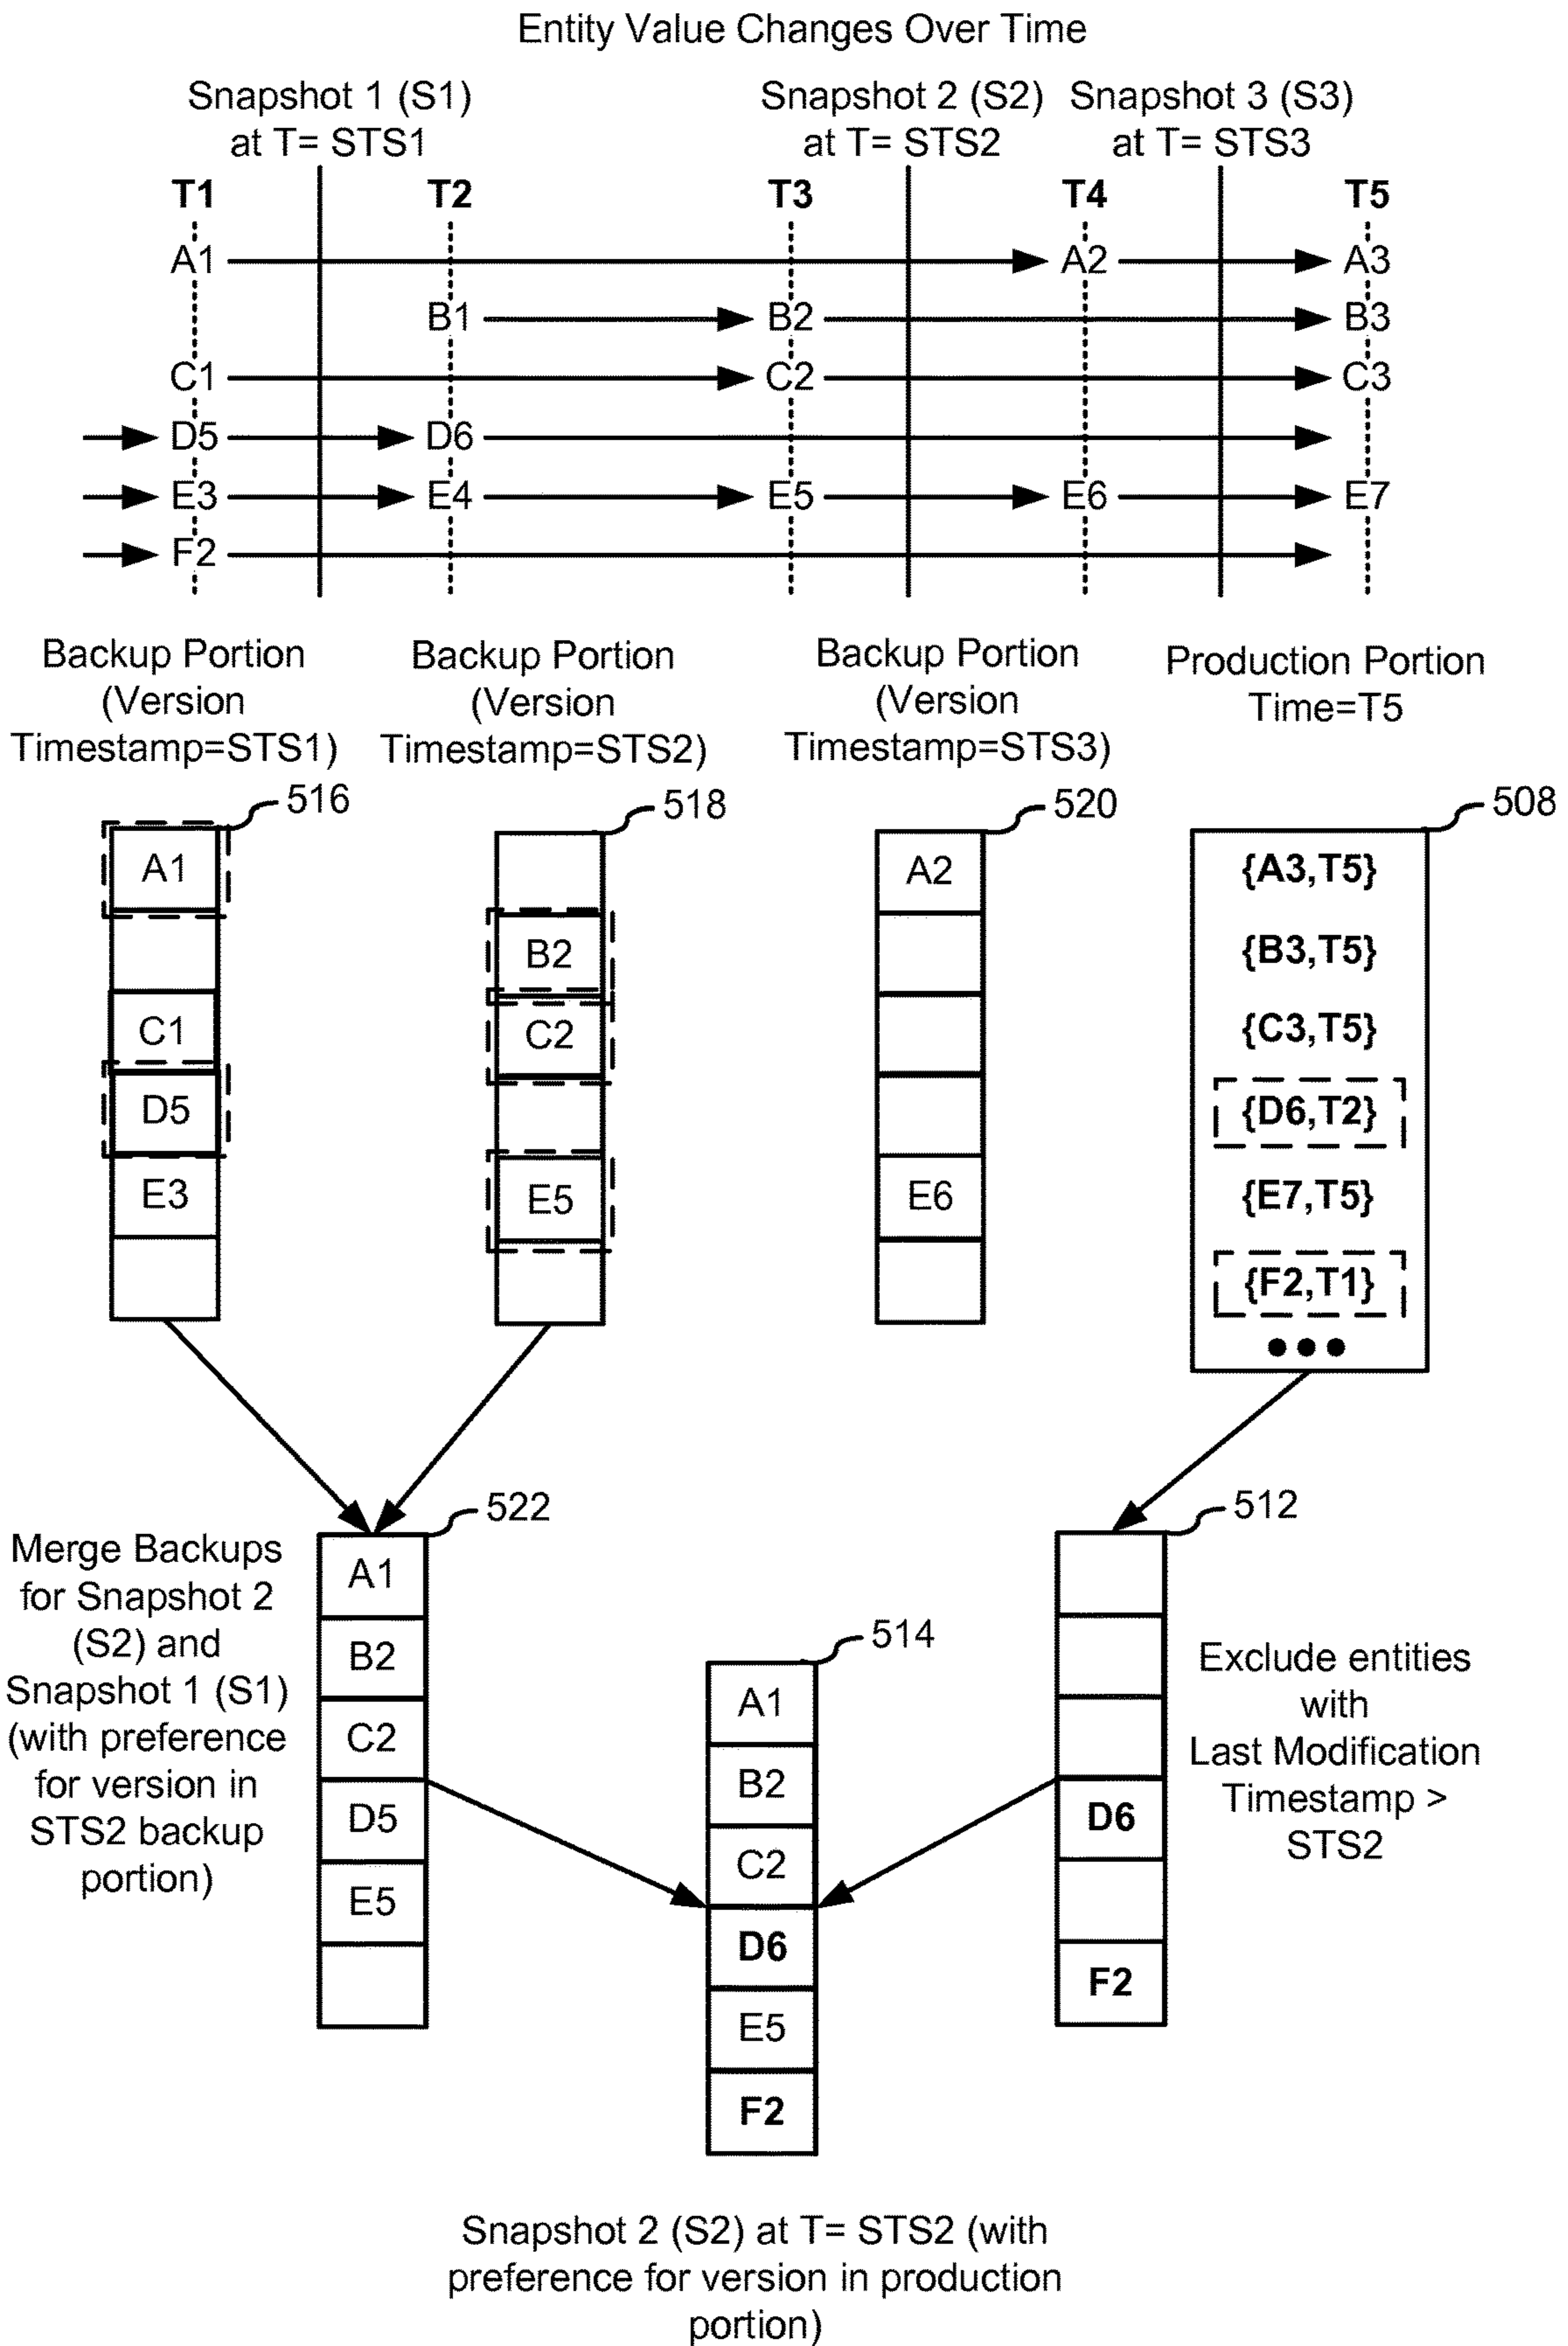 Entity Value Changes Over Time
Snapshot 1 (S1)
at T= STS1
Snapshot 2 (S2)
at T= STS2
Snapshot 3 (S3)
at T= STS3
T1 T2 T3 T4 T5
A1 A2 A3
B1 B2 B3
C1 C2 C3
D5 D6
E3 E4 E5 E6 E7
F2
Backup Portion
(Version
Timestamp=STS1)
516
A1
C1
D5
E3
Backup Portion
(Version
Timestamp=STS2)
518
B2
C2
E5
Backup Portion
(Version
Timestamp=STS3)
520
A2
E6
Production Portion
Time=T5
508
{A3,T5}
{B3,T5}
{C3,T5}
{D6,T2}
{E7,T5}
{F2,T1}
Merge Backups
for Snapshot 2
(S2) and
Snapshot 1 (S1)
(with preference
for version in
STS2 backup
portion)
522
A1
B2
C2
D5
E5
514
A1
B2
C2
D6
E5
F2
512
D6
F2
Exclude entities
with
Last Modification
Timestamp >
STS2
Snapshot 2 (S2) at T= STS2 (with
preference for version in production
portion)